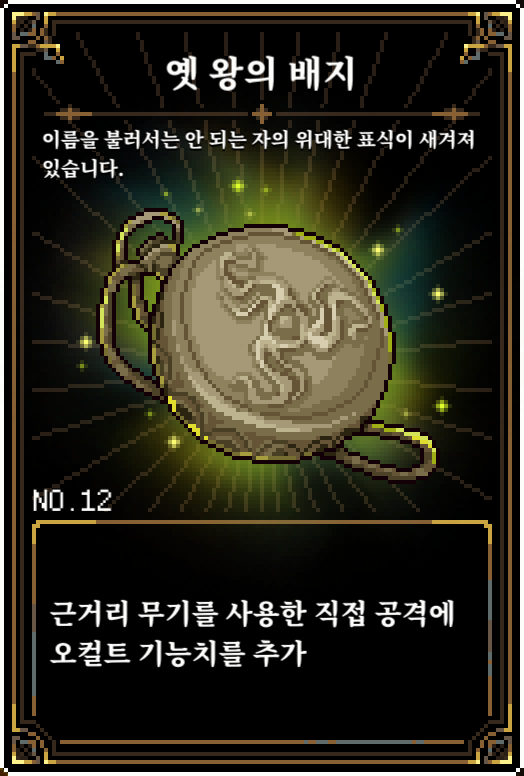 옛 왕의 배지
이름을 불러서는 안 되는 자의 위대한 표식이 새겨져
있습니다.
NO.12
근거리 무기를 사용한 직접 공격에
오컬트 기능치를 추가